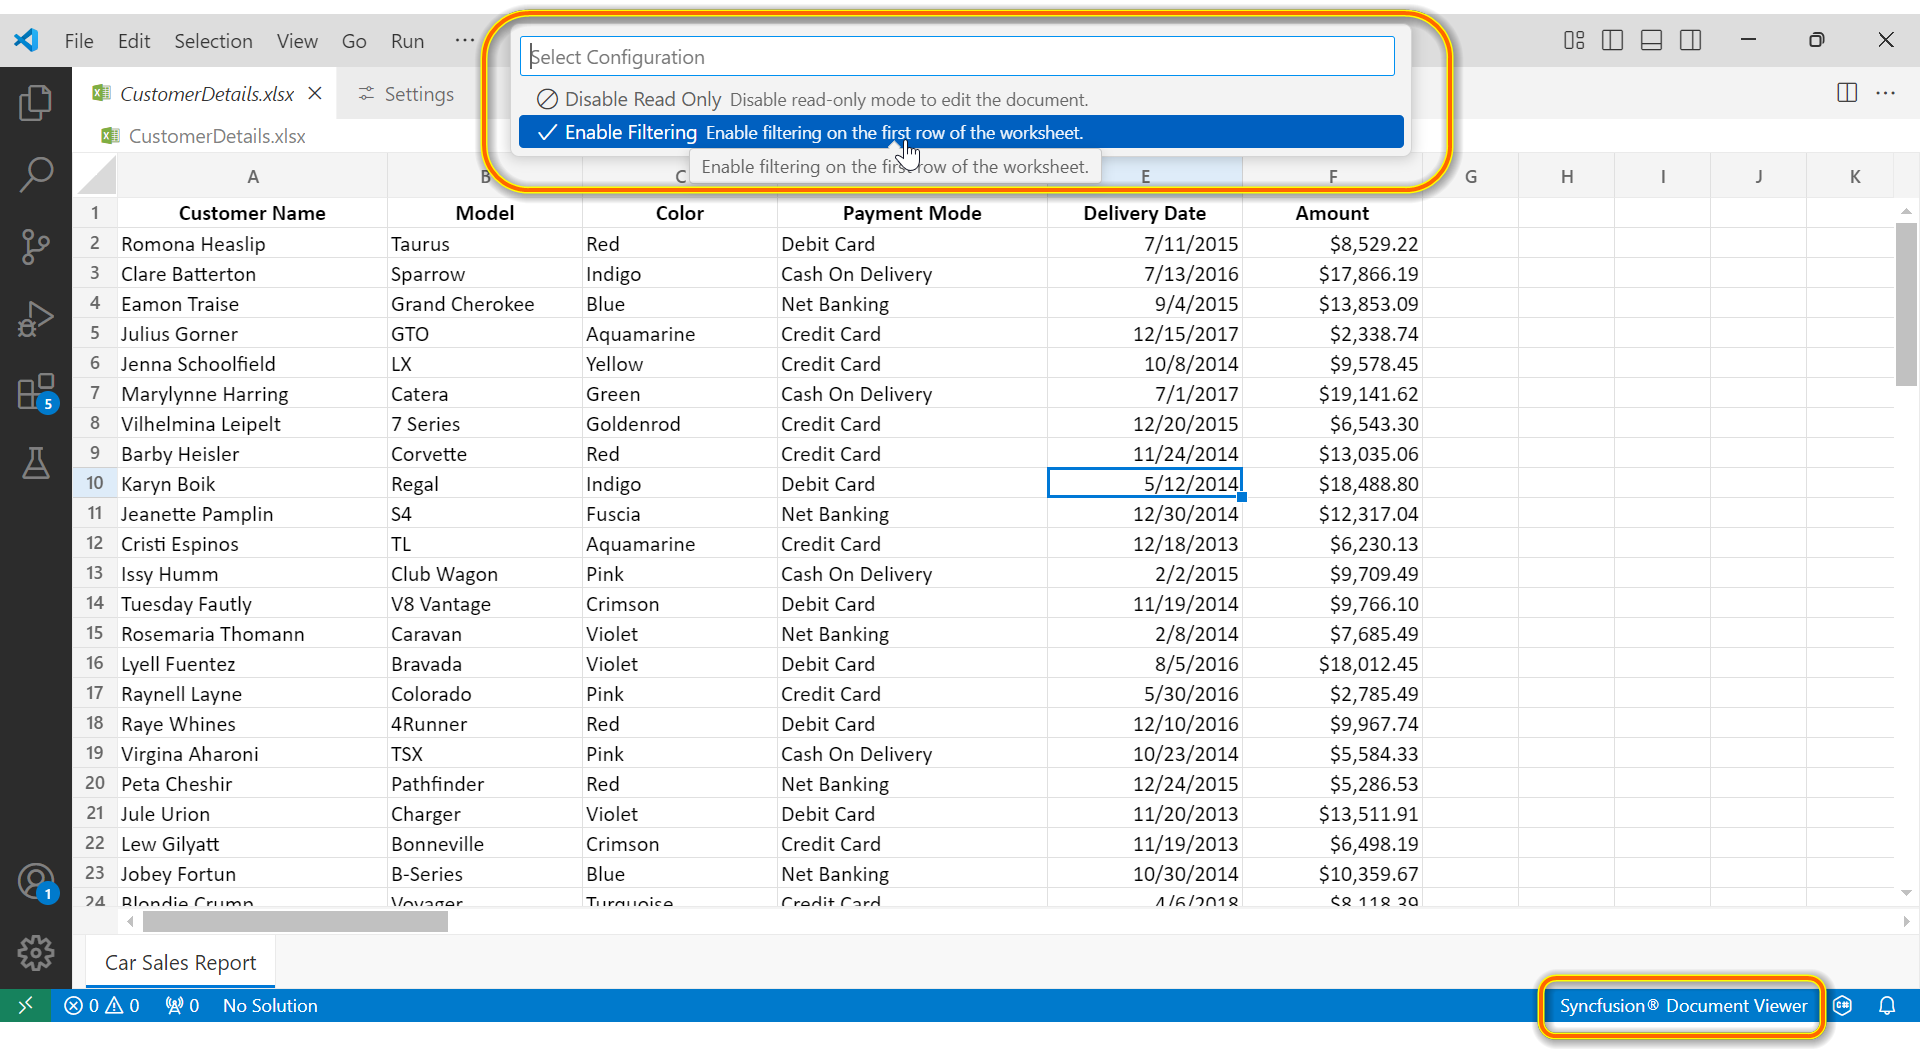 File Edit Selection View Go Run ···
Select Configuration
Disable Read Only Disable read-only mode to edit the document.
Enable Filtering Enable filtering on the first row of the worksheet.
Enable filtering on the first row of the worksheet.
CustomerDetails.xlsx Settings
CustomerDetails.xlsx
A B C E F G H I J K
1 Customer Name Model Color Payment Mode Delivery Date Amount
2 Romona Heaslip Taurus Red Debit Card 7/11/2015 $8,529.22
3 Clare Batterton Sparrow Indigo Cash On Delivery 7/13/2016 $17,866.19
4 Eamon Traise Grand Cherokee Blue Net Banking 9/4/2015 $13,853.09
5 Julius Gorner GTO Aquamarine Credit Card 12/15/2017 $2,338.74
6 Jenna Schoolfield LX Yellow Credit Card 10/8/2014 $9,578.45
7 Marylynne Harring Catera Green Cash On Delivery 7/1/2017 $19,141.62
8 Vilhelmina Leipelt 7 Series Goldenrod Credit Card 12/20/2015 $6,543.30
9 Barby Heisler Corvette Red Credit Card 11/24/2014 $13,035.06
10 Karyn Boik Regal Indigo Debit Card 5/12/2014 $18,488.80
11 Jeanette Pamplin S4 Fuscia Net Banking 12/30/2014 $12,317.04
12 Cristi Espinos TL Aquamarine Credit Card 12/18/2013 $6,230.13
13 Issy Humm Club Wagon Pink Cash On Delivery 2/2/2015 $9,709.49
14 Tuesday Fautly V8 Vantage Crimson Debit Card 11/19/2014 $9,766.10
15 Rosemaria Thomann Caravan Violet Net Banking 2/8/2014 $7,685.49
16 Lyell Fuentez Bravada Violet Debit Card 8/5/2016 $18,012.45
17 Raynell Layne Colorado Pink Credit Card 5/30/2016 $2,785.49
18 Raye Whines 4Runner Red Debit Card 12/10/2016 $9,967.74
19 Virgina Aharoni TSX Pink Cash On Delivery 10/23/2014 $5,584.33
20 Peta Cheshir Pathfinder Red Net Banking 12/24/2015 $5,286.53
21 Jule Urion Charger Violet Debit Card 11/20/2013 $13,511.91
22 Lew Gilyatt Bonneville Crimson Credit Card 11/19/2013 $6,498.19
23 Jobey Fortun B-Series Blue Net Banking 10/30/2014 $10,359.67
24 Blondie Crump Voyager Turquoise Credit Card 4/6/2018 $8,118.39
5
1
Car Sales Report
0 0 0 No Solution Syncfusion® Document Viewer